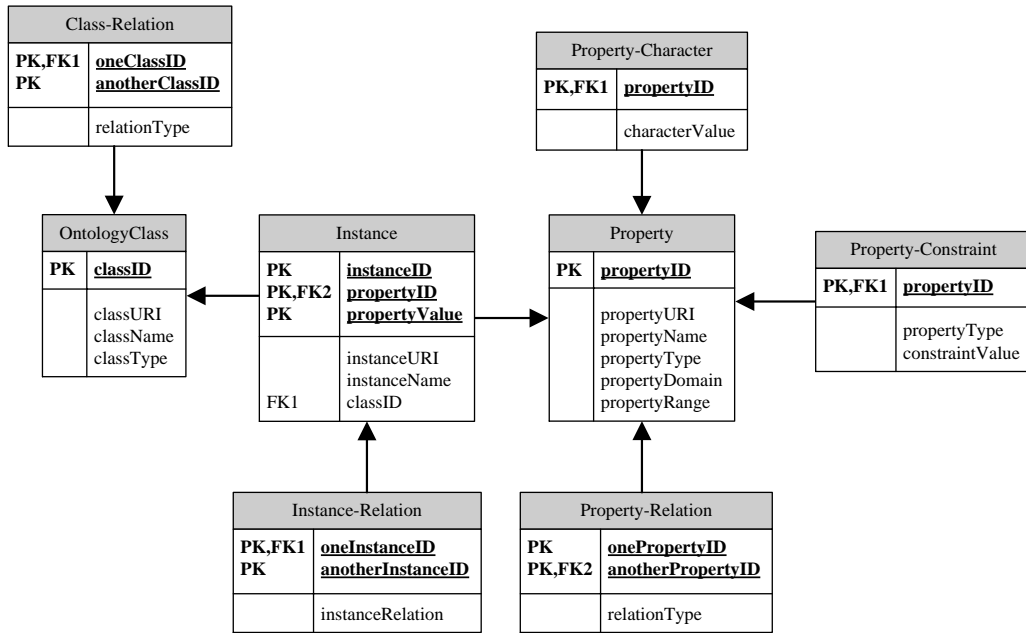 Class-Relation
PK,FK1 oneClassID
PK anotherClassID
relationType
Property-Character
PK,FK1 propertyID
characterValue
OntologyClass
PK classID
classURI
className
classType
Instance
PK instanceID
PK,FK2 propertyID
PK propertyValue
instanceURI
instanceName
FK1 classID
Property
PK propertyID
propertyURI
propertyName
propertyType
propertyDomain
propertyRange
Property-Constraint
PK,FK1 propertyID
propertyType
constraintValue
Instance-Relation
PK,FK1 oneInstanceID
PK anotherInstanceID
instanceRelation
Property-Relation
PK onePropertyID
PK,FK2 anotherPropertyID
relationType